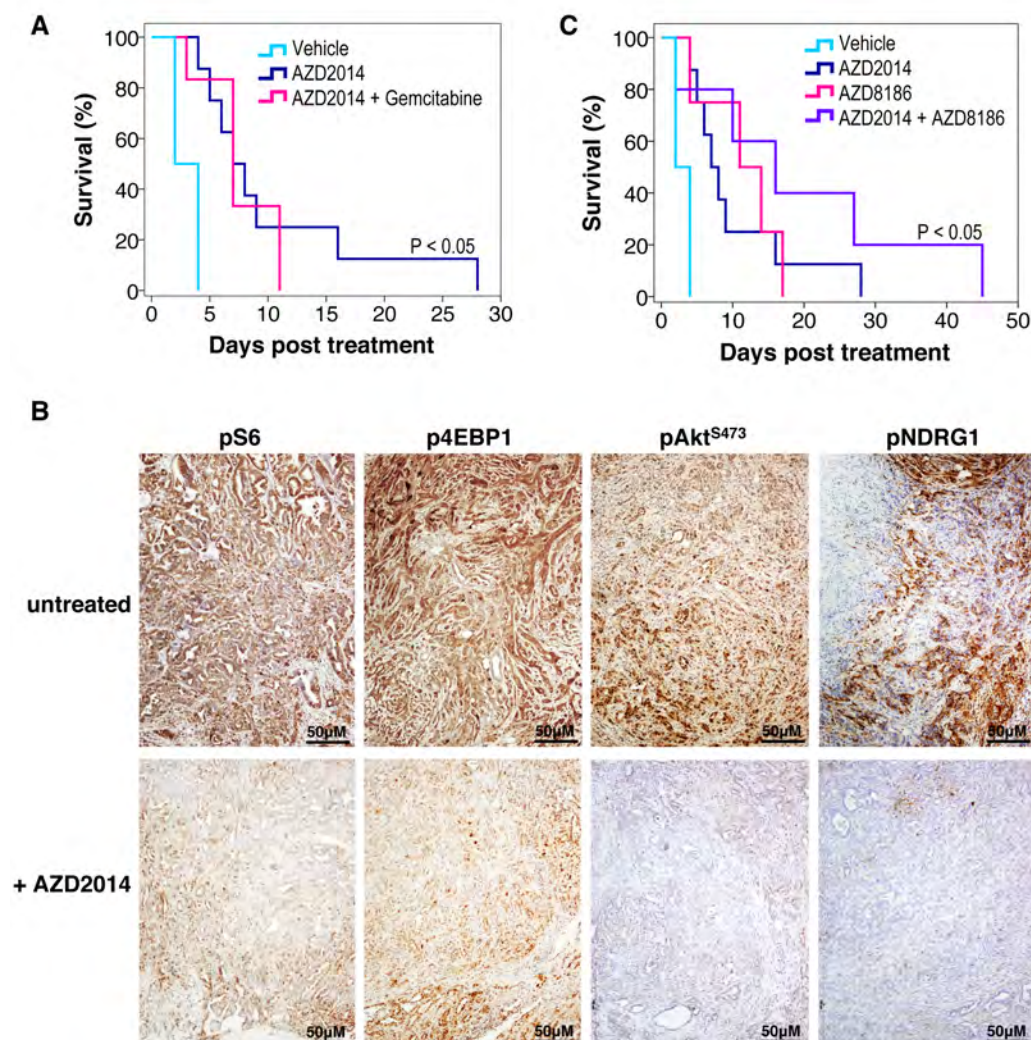 A
Survival (%)
100
80
60
40
20
0
Vehicle
AZD2014
AZD2014 + Gemcitabine
P < 0.05
0 5 10 15 20 25 30
Days post treatment
C
Survival (%)
100
80
60
40
20
0
Vehicle
AZD2014
AZD8186
AZD2014 + AZD8186
P < 0.05
0 10 20 30 40 50
Days post treatment
B
pS6 p4EBP1 pAktS473 pNDRG1
untreated
50µM 50µM 50µM 50µM
+ AZD2014
50µM 50µM 50µM 50µM